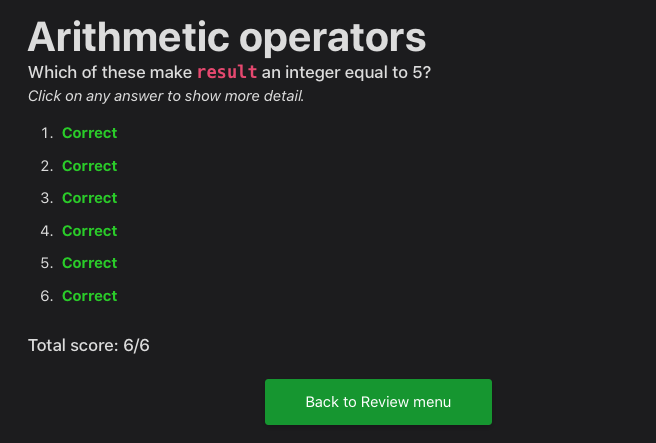 Arithmetic operators
Which of these make result an integer equal to 5?
Click on any answer to show more detail.
1. Correct
2. Correct
3. Correct
4. Correct
5. Correct
6. Correct
Total score: 6/6
Back to Review menu